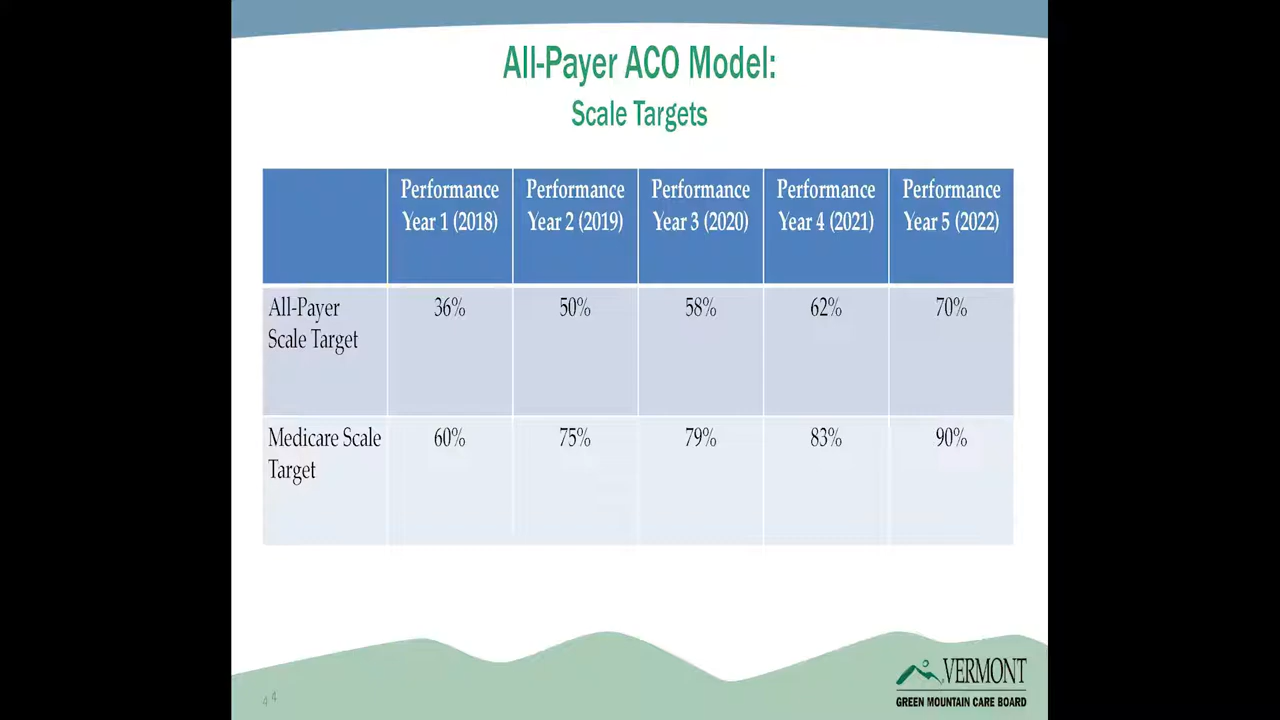 All-Payer ACO Model:
Scale Targets
Performance Year 1 (2018)
Performance Year 2 (2019)
Performance Year 3 (2020)
Performance Year 4 (2021)
Performance Year 5 (2022)
All-Payer Scale Target
36%
50%
58%
62%
70%
Medicare Scale Target
60%
75%
79%
83%
90%
4 4
VERMONT
GREEN MOUNTAIN CARE BOARD